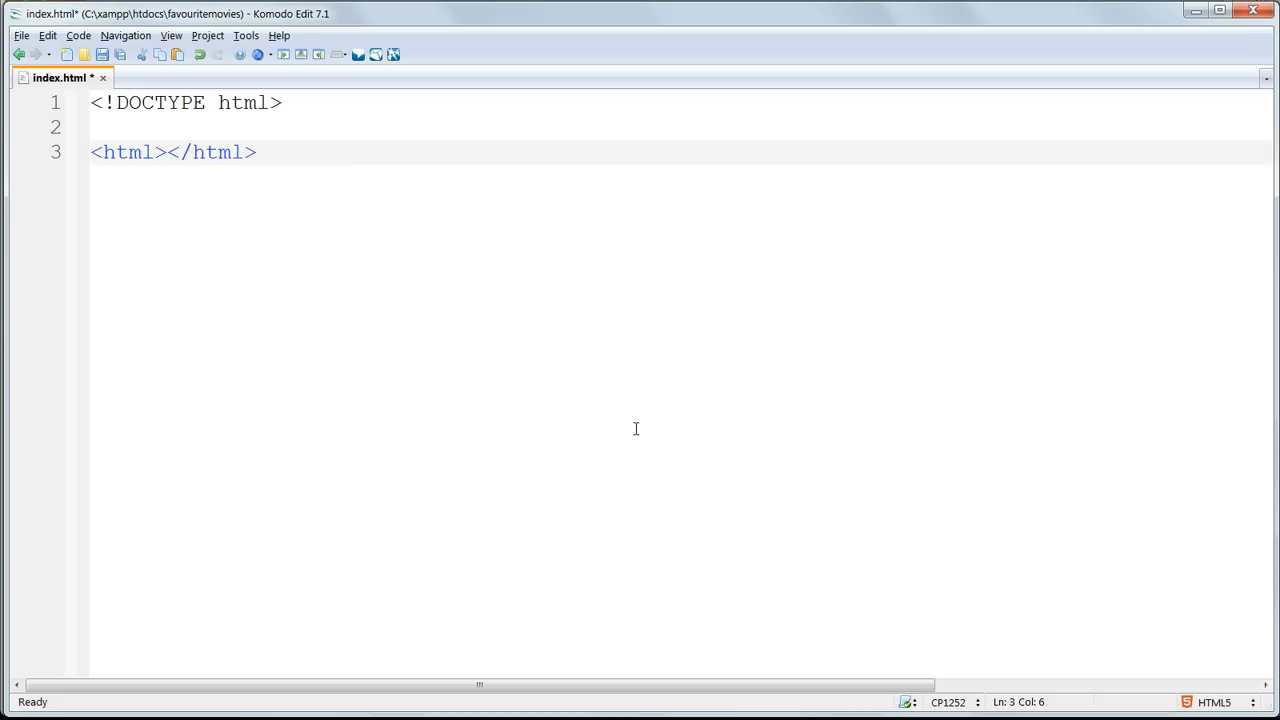 index.html* (C:\xampp\htdocs\favouritemovies) - Komodo Edit 7.1
File Edit Code Navigation View Project Tools Help
index.html *
1 <!DOCTYPE html>
2
3 <html></html>
Ready CP1252 Ln: 3 Col: 6 HTML5